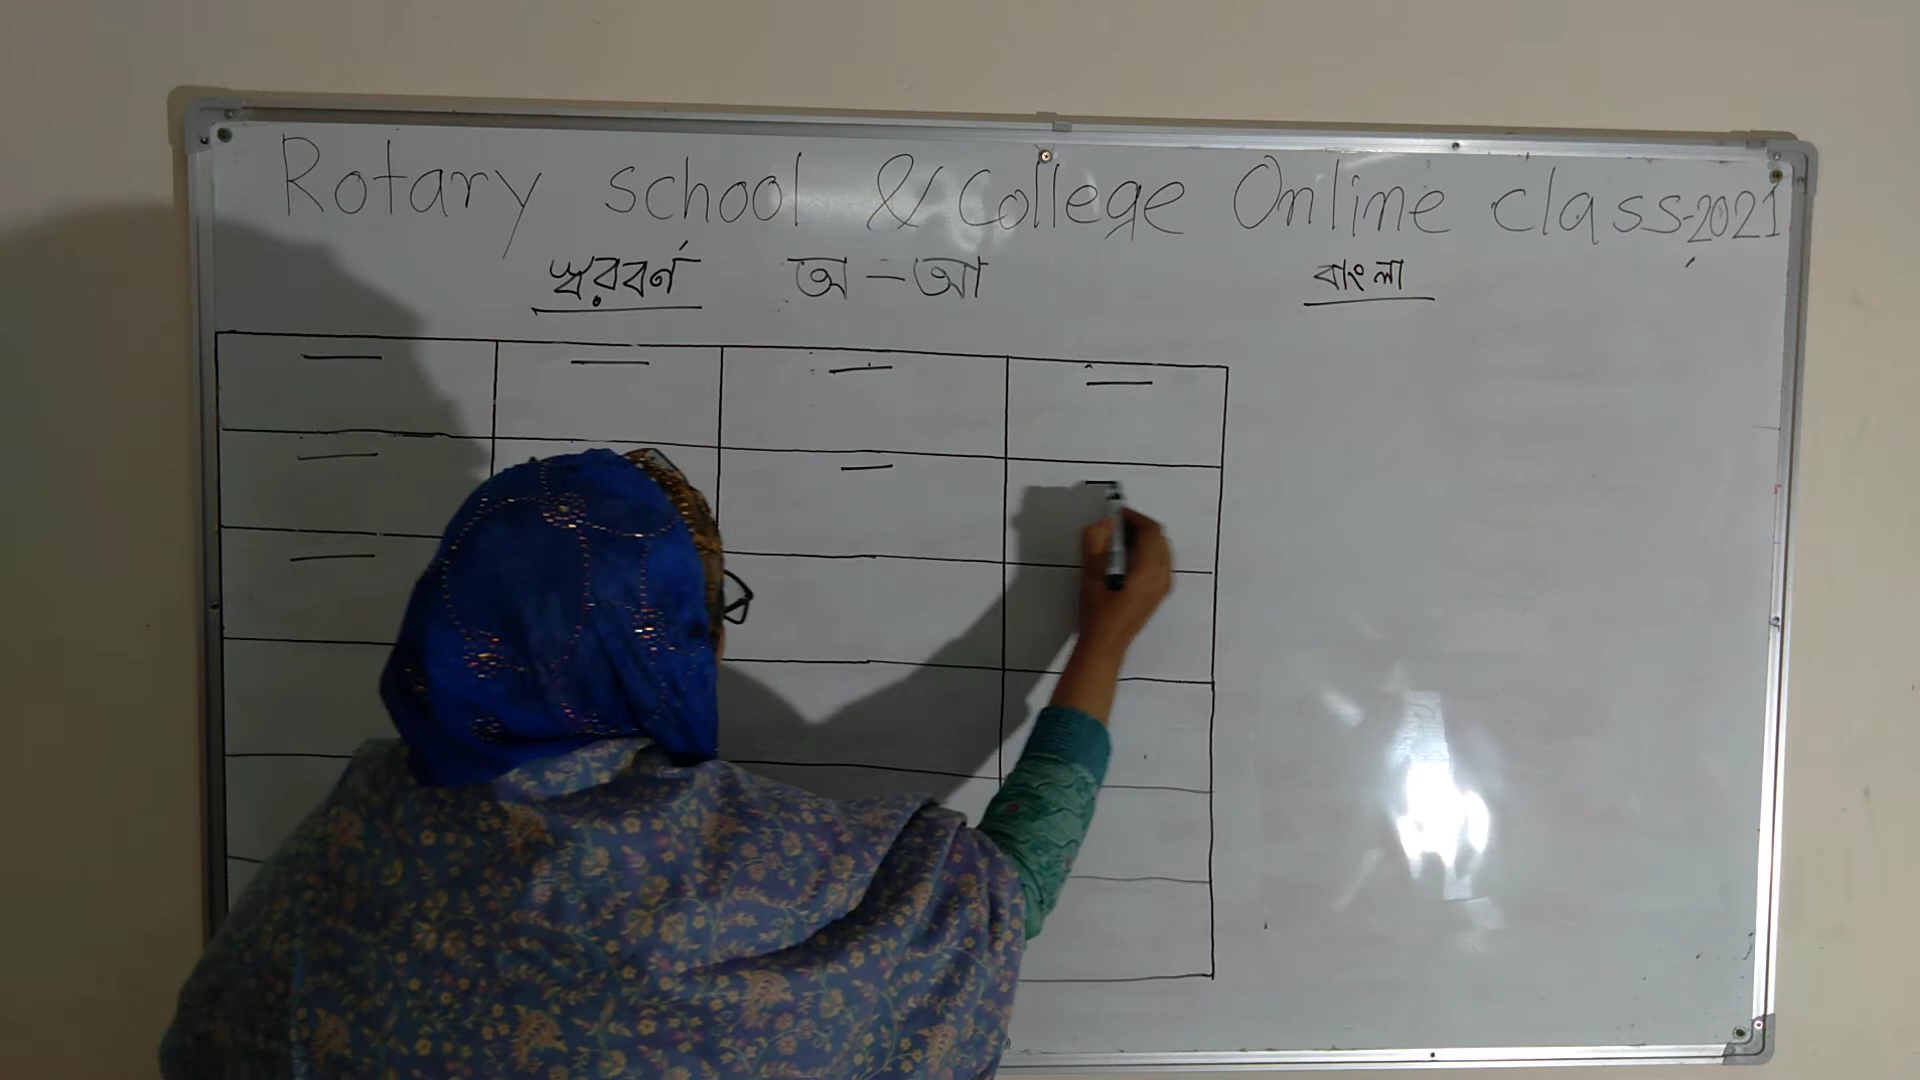 Rotary school & College Online class-2021
স্বরবর্ণ অ - আ বাংলা